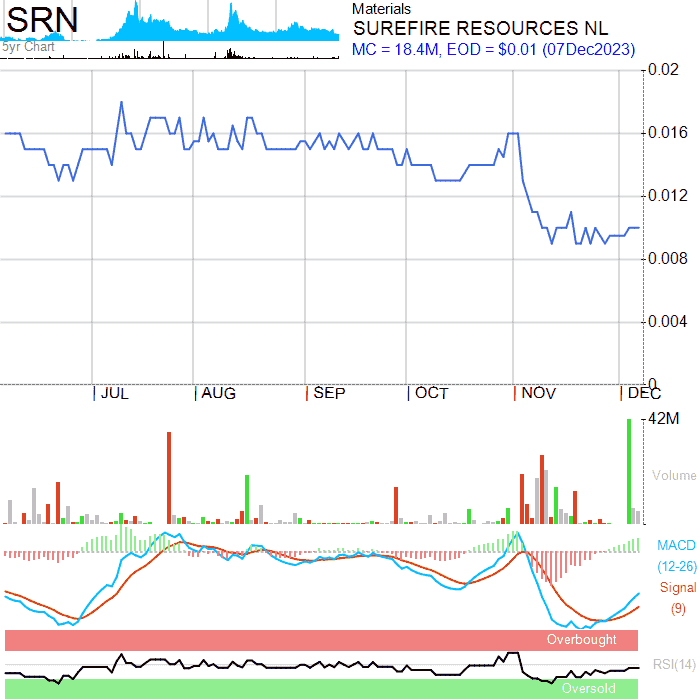 SRN
5yr Chart
Materials
SUREFIRE RESOURCES NL
MC = 18.4M, EOD = $0.01 (07Dec2023)
0.02
0.016
0.012
0.008
0.004
0
JUL AUG SEP OCT NOV DEC
42M
Volume
MACD
(12-26)
Signal
(9)
Overbought
RSI(14)
Oversold